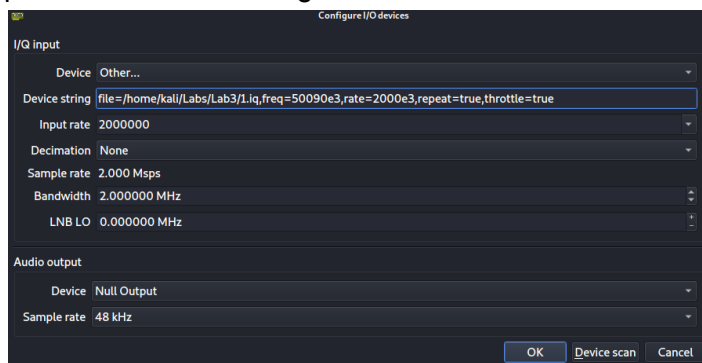 Configure I/O devices
I/Q input
Device Other...
Device string file=/home/kali/Labs/Lab3/1.iq,freq=50090e3,rate=2000e3,repeat=true,throttle=true
Input rate 2000000
Decimation None
Sample rate 2.000 Msps
Bandwidth 2.000000 MHz
LNB LO 0.000000 MHz
Audio output
Device Null Output
Sample rate 48 kHz
OK Device scan Cancel